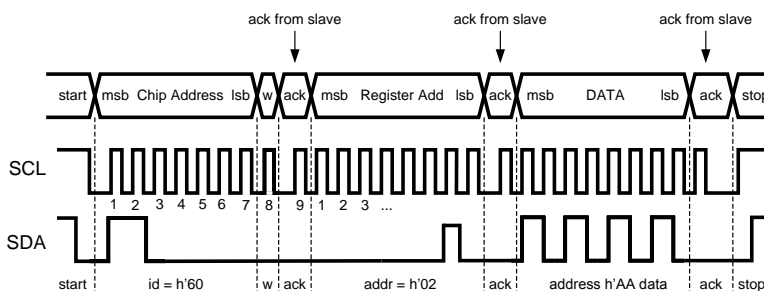 ack from slave ack from slave ack from slave
start msb Chip Address lsb w ack msb Register Add lsb ack msb DATA lsb ack stop
SCL
1 2 3 4 5 6 7 8 9 1 2 3 ...
SDA
start id = h'60 w ack addr = h'02 ack address h'AA data ack stop